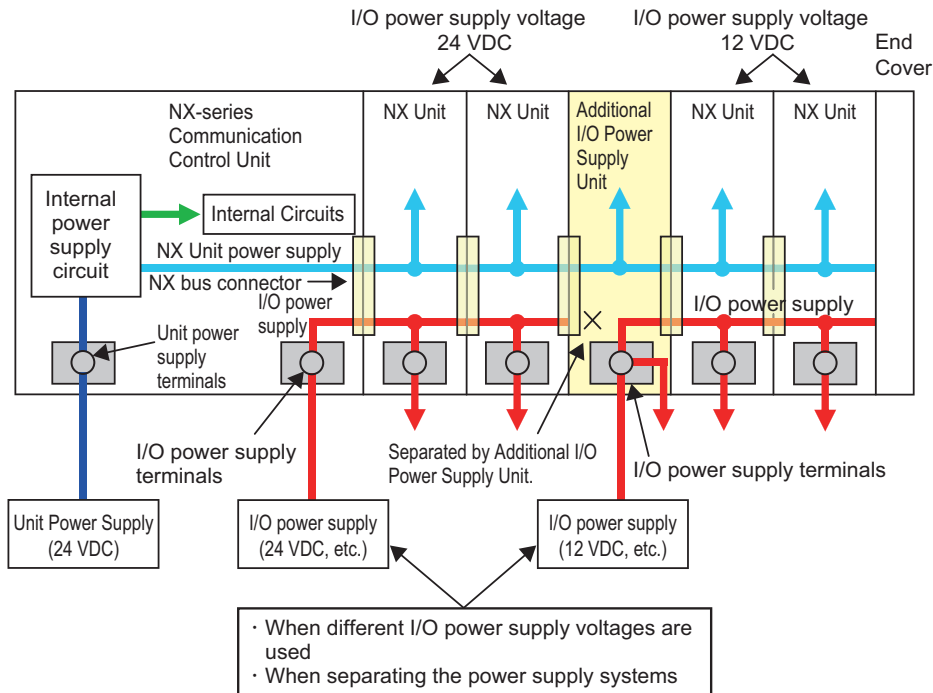 I/O power supply voltage
24 VDC
I/O power supply voltage
12 VDC
End
Cover
NX-series
Communication
Control Unit
NX Unit
NX Unit
Additional
I/O Power
Supply
Unit
NX Unit
NX Unit
Internal
power
supply
circuit
Internal Circuits
NX Unit power supply
NX bus connector
I/O power
supply
I/O power supply
Unit power
supply
terminals
I/O power supply
terminals
Separated by Additional I/O
Power Supply Unit.
I/O power supply terminals
Unit Power Supply
(24 VDC)
I/O power supply
(24 VDC, etc.)
I/O power supply
(12 VDC, etc.)
· When different I/O power supply voltages are
used
· When separating the power supply systems